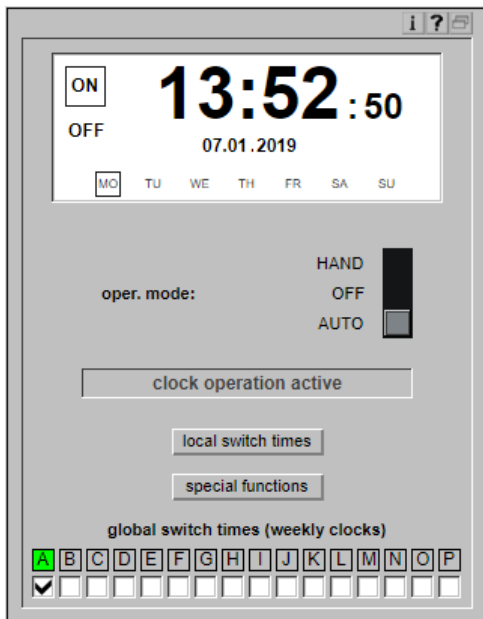 i ?
ON 13:52:50
OFF
07.01.2019
MO TU WE TH FR SA SU
HAND
oper. mode: OFF
AUTO
clock operation active
local switch times
special functions
global switch times (weekly clocks)
A B C D E F G H I J K L M N O P